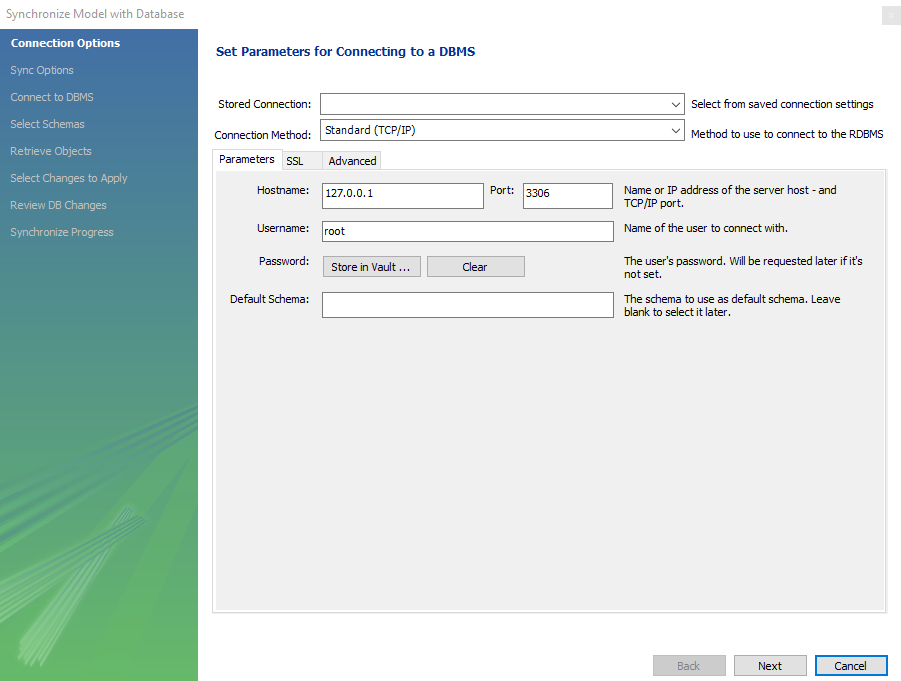 Synchronize Model with Database
Connection Options
Sync Options
Connect to DBMS
Select Schemas
Retrieve Objects
Select Changes to Apply
Review DB Changes
Synchronize Progress
Set Parameters for Connecting to a DBMS
Stored Connection:
Select from saved connection settings
Connection Method:
Standard (TCP/IP)
Method to use to connect to the RDBMS
Parameters
SSL
Advanced
Hostname:
127.0.0.1
Port:
3306
Name or IP address of the server host - and
TCP/IP port.
Username:
root
Name of the user to connect with.
Password:
Store in Vault ...
Clear
The user's password. Will be requested later if it's
not set.
Default Schema:
The schema to use as default schema. Leave
blank to select it later.
Back
Next
Cancel